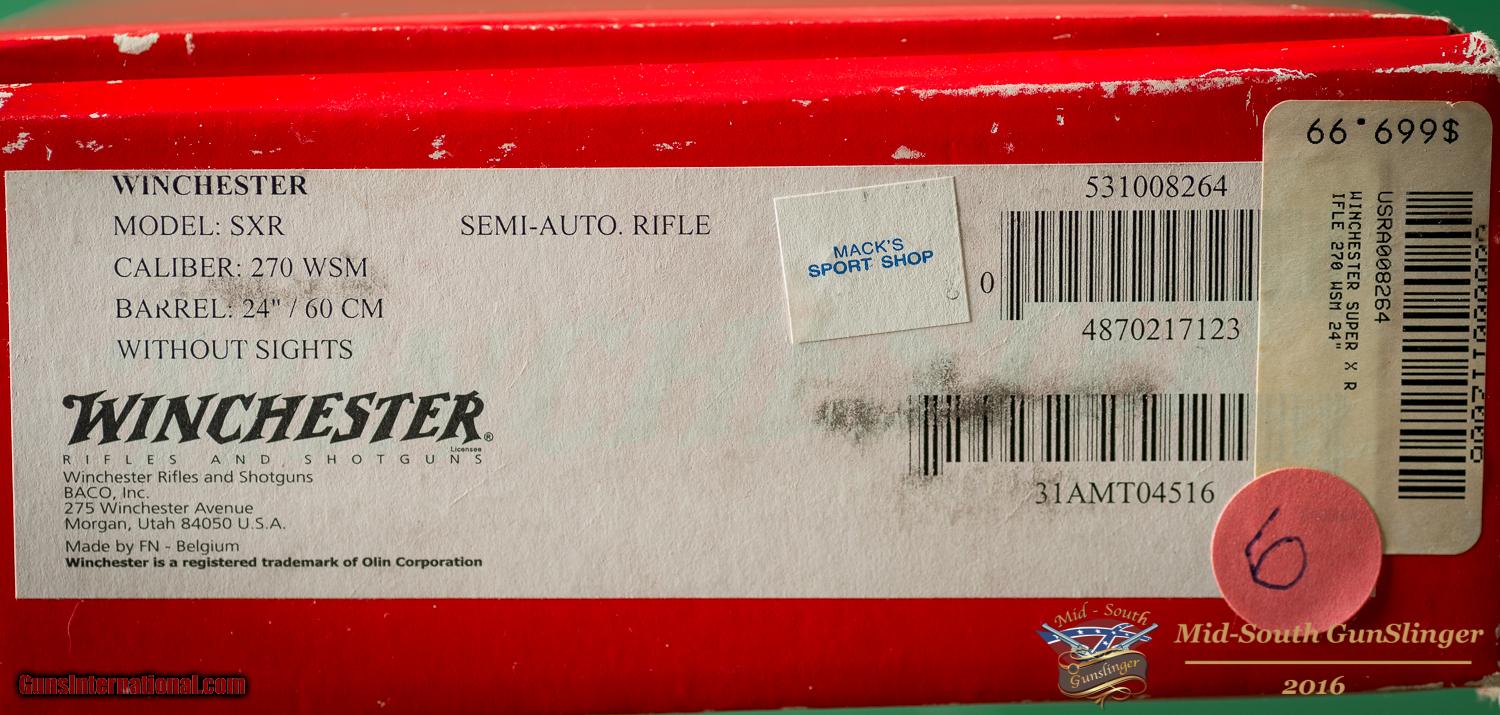 WINCHESTER
MODEL: SXR SEMI-AUTO. RIFLE
CALIBER: 270 WSM
BARREL: 24" / 60 CM
WITHOUT SIGHTS
WINCHESTER®
Licensee
RIFLES AND SHOTGUNS
Winchester Rifles and Shotguns
BACO, Inc.
275 Winchester Avenue
Morgan, Utah 84050 U.S.A.
Made by FN - Belgium
Winchester is a registered trademark of Olin Corporation
MACK'S
SPORT SHOP
531008264
0
4870217123
31AMT04516
$669.99
USRA008264
WINCHESTER SUPER X R
IFLE 270 WSM 24"
6
Mid - South
Gunslinger
Mid-South GunSlinger
2016
GunsInternational.com